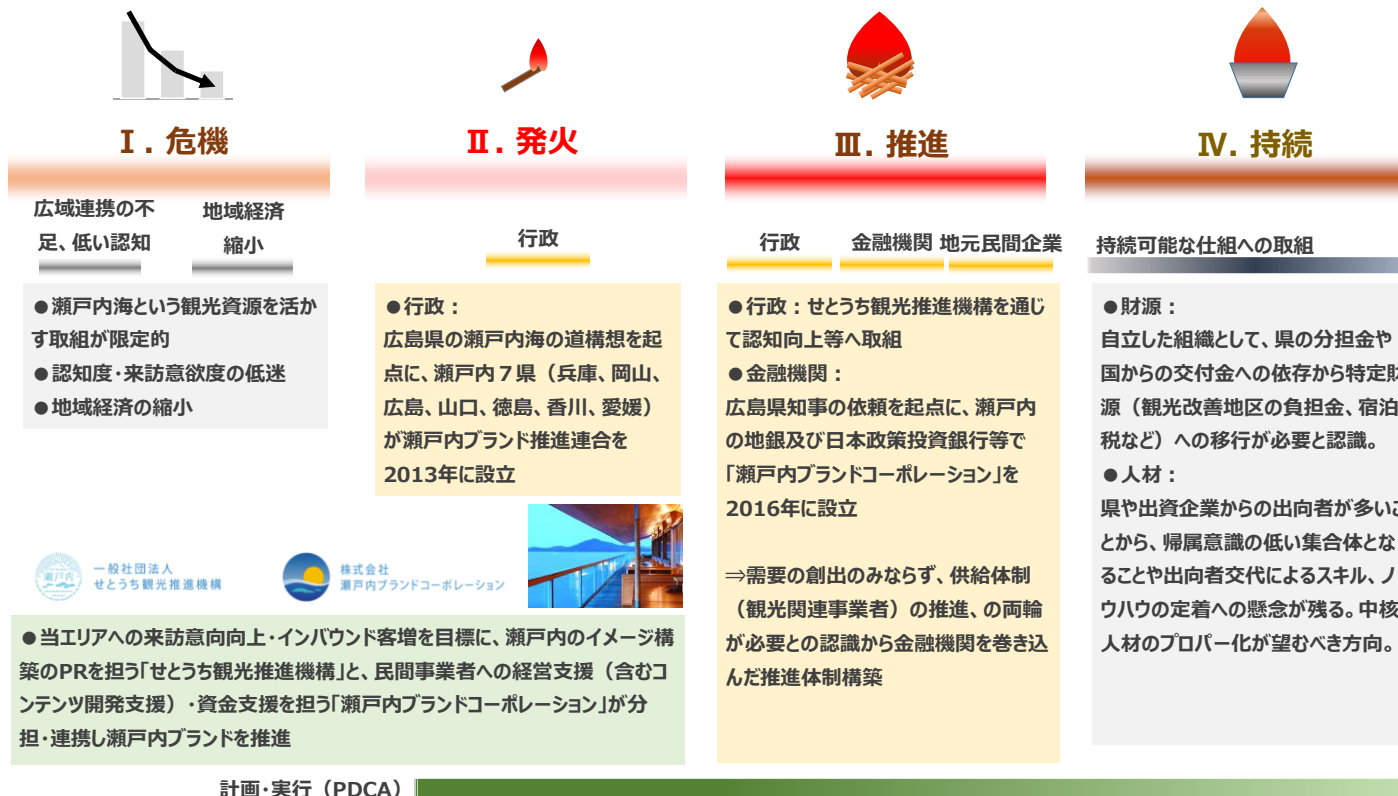 Ⅰ. 危機
Ⅱ. 発火
Ⅲ. 推進
Ⅳ. 持続
広域連携の不
足、低い認知
地域経済
縮小
行政
行政
金融機関
地元民間企業
持続可能な仕組への取組
●瀬戸内海という観光資源を活か
す取組が限定的
●認知度・来訪意欲度の低迷
●地域経済の縮小
●行政：
広島県の瀬戸内海の道構想を起
点に、瀬戸内７県（兵庫、岡山、
広島、山口、徳島、香川、愛媛）
が瀬戸内ブランド推進連合を
2013年に設立
●行政：せとうち観光推進機構を通じ
て認知向上等へ取組
●金融機関：
広島県知事の依頼を起点に、瀬戸内
の地銀及び日本政策投資銀行等で
「瀬戸内ブランドコーポレーション」を
2016年に設立
⇒需要の創出のみならず、供給体制
（観光関連事業者）の推進、の両輪
が必要との認識から金融機関を巻き込
んだ推進体制構築
●財源：
自立した組織として、県の分担金や
国からの交付金への依存から特定財
源（観光改善地区の負担金、宿泊
税など）への移行が必要と認識。
●人材：
県や出資企業からの出向者が多いこ
とから、帰属意識の低い集合体とな
ることや出向者交代によるスキル、ノ
ウハウの定着への懸念が残る。中核
人材のプロパー化が望むべき方向。
瀬戸内
一般社団法人
せとうち観光推進機構
株式会社
瀬戸内ブランドコーポレーション
●当エリアへの来訪意向向上・インバウンド客増を目標に、瀬戸内のイメージ構
築のPRを担う「せとうち観光推進機構」と、民間事業者への経営支援（含むコ
ンテンツ開発支援）・資金支援を担う「瀬戸内ブランドコーポレーション」が分
担・連携し瀬戸内ブランドを推進
計画・実行（PDCA）